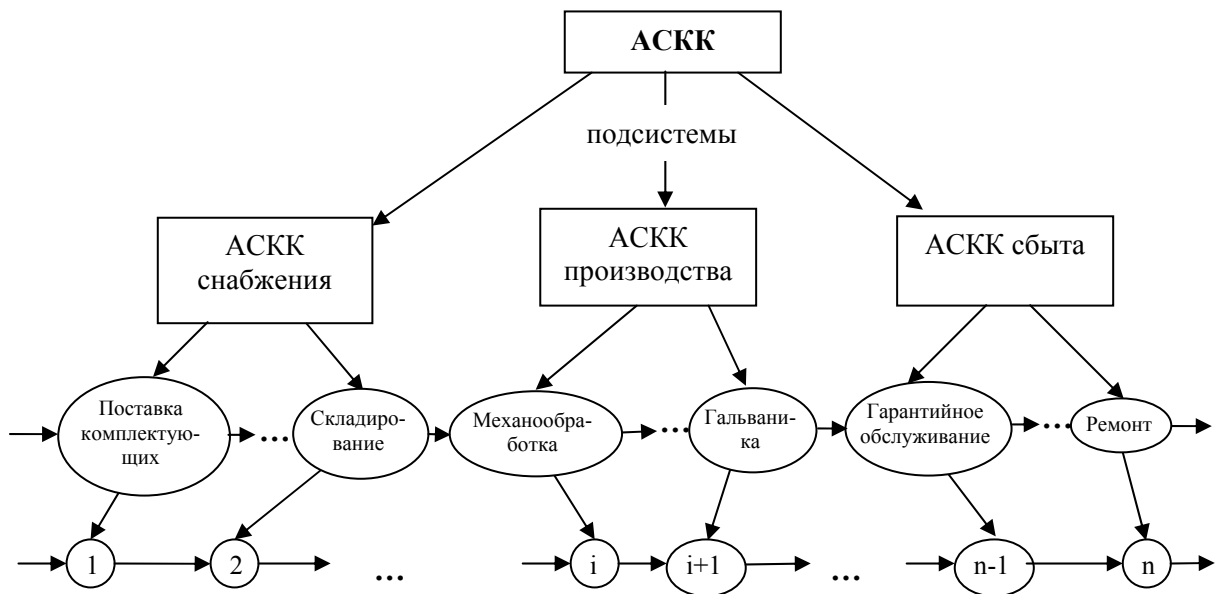 АСКК
подсистемы
АСКК
снабжения
АСКК
производства
АСКК сбыта
Поставка
комплектую-
щих
...
Складиро-
вание
Механообра-
ботка
...
Гальвани-
ка
Гарантийное
обслуживание
...
Ремонт
1
2
...
i
i+1
...
n-1
n